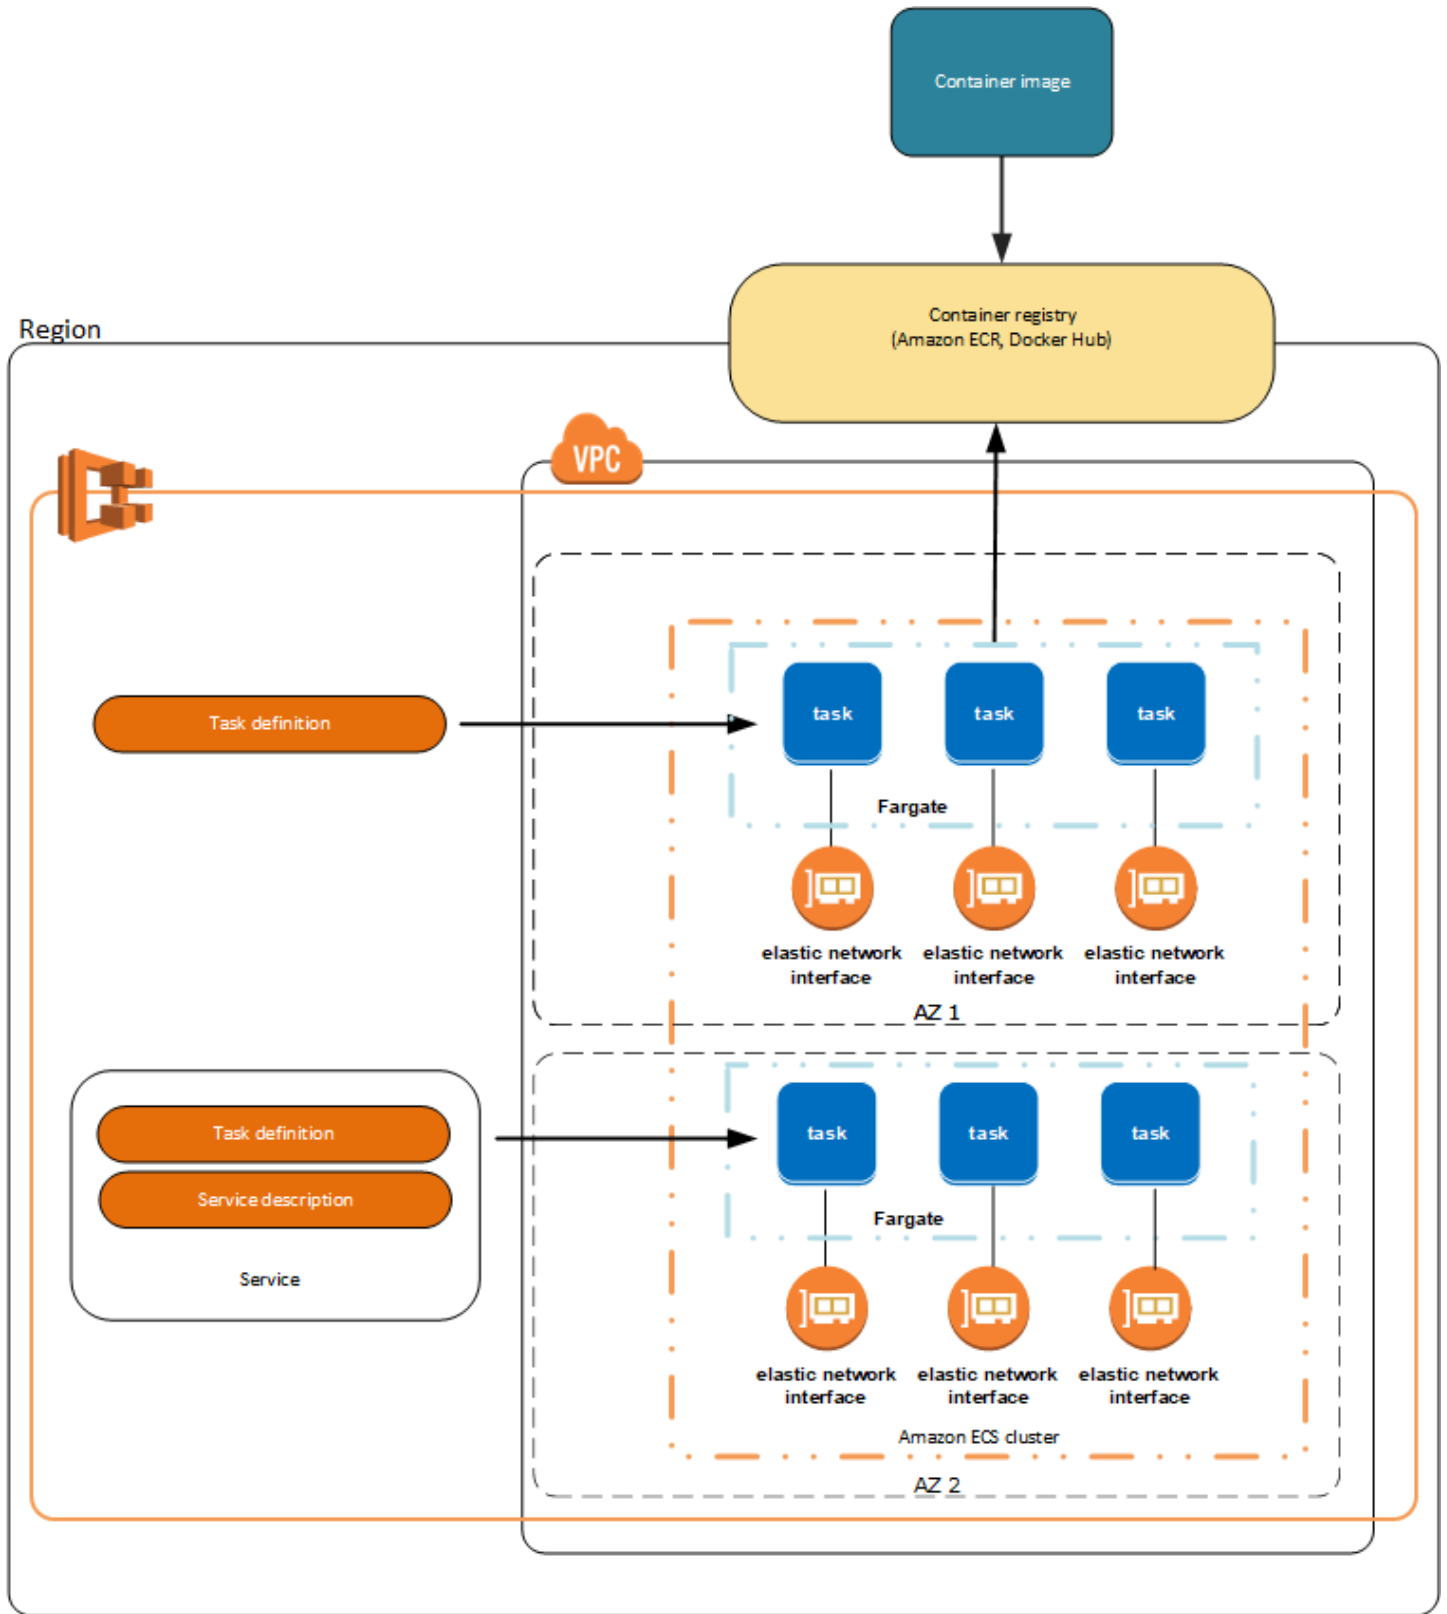 Container image
Container registry
(Amazon ECR, Docker Hub)
Region
VPC
Task definition
task
task
task
Fargate
elastic network
interface
elastic network
interface
elastic network
interface
AZ 1
Task definition
Service description
Service
task
task
task
Fargate
elastic network
interface
elastic network
interface
elastic network
interface
Amazon ECS cluster
AZ 2